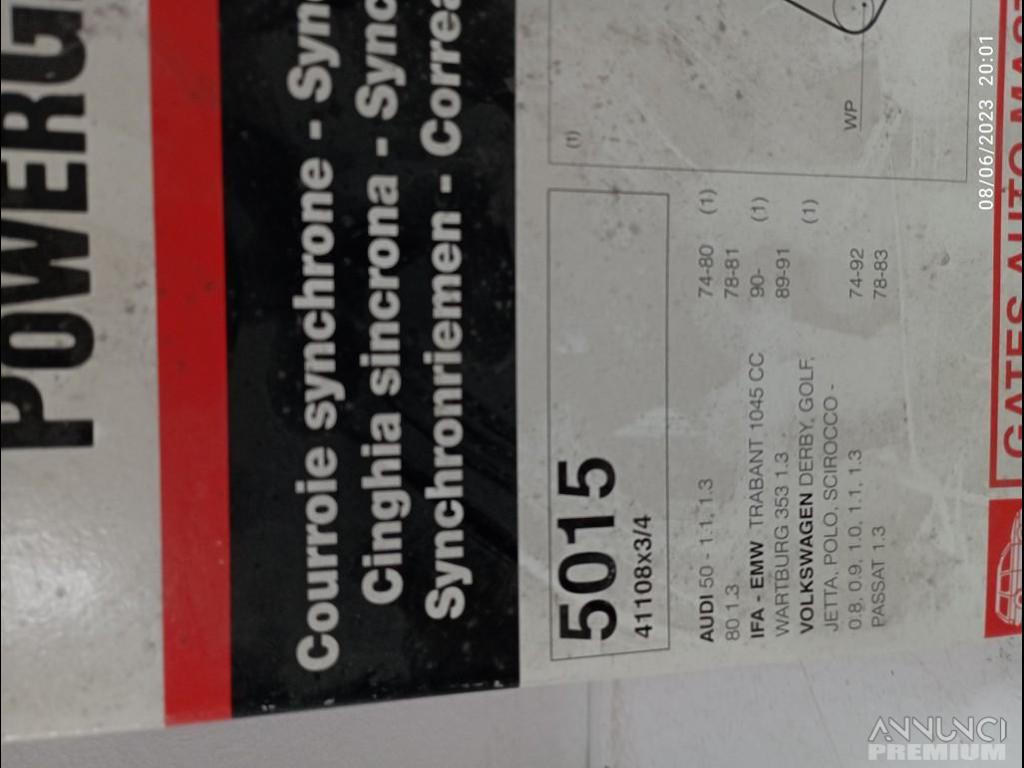 POWERG
Courroie synchrone - Sync
Cinghia sincrona - Sync
Synchronriemen - Correa
5015
41108x3/4
AUDI 50 - 1.1, 1.3 74-80 (1)
80 1.3 78-81
IFA - EMW TRABANT 1045 CC 90- (1)
WARTBURG 353 1.3 89-91
VOLKSWAGEN DERBY, GOLF, (1)
JETTA, POLO, SCIROCCO -
0.8, 0.9, 1.0, 1.1, 1.3 74-92
PASSAT 1.3 78-83
(1)
WP
GATES AUTO MAST
08/06/2023 20:01
ANNUNCI
PREMIUM